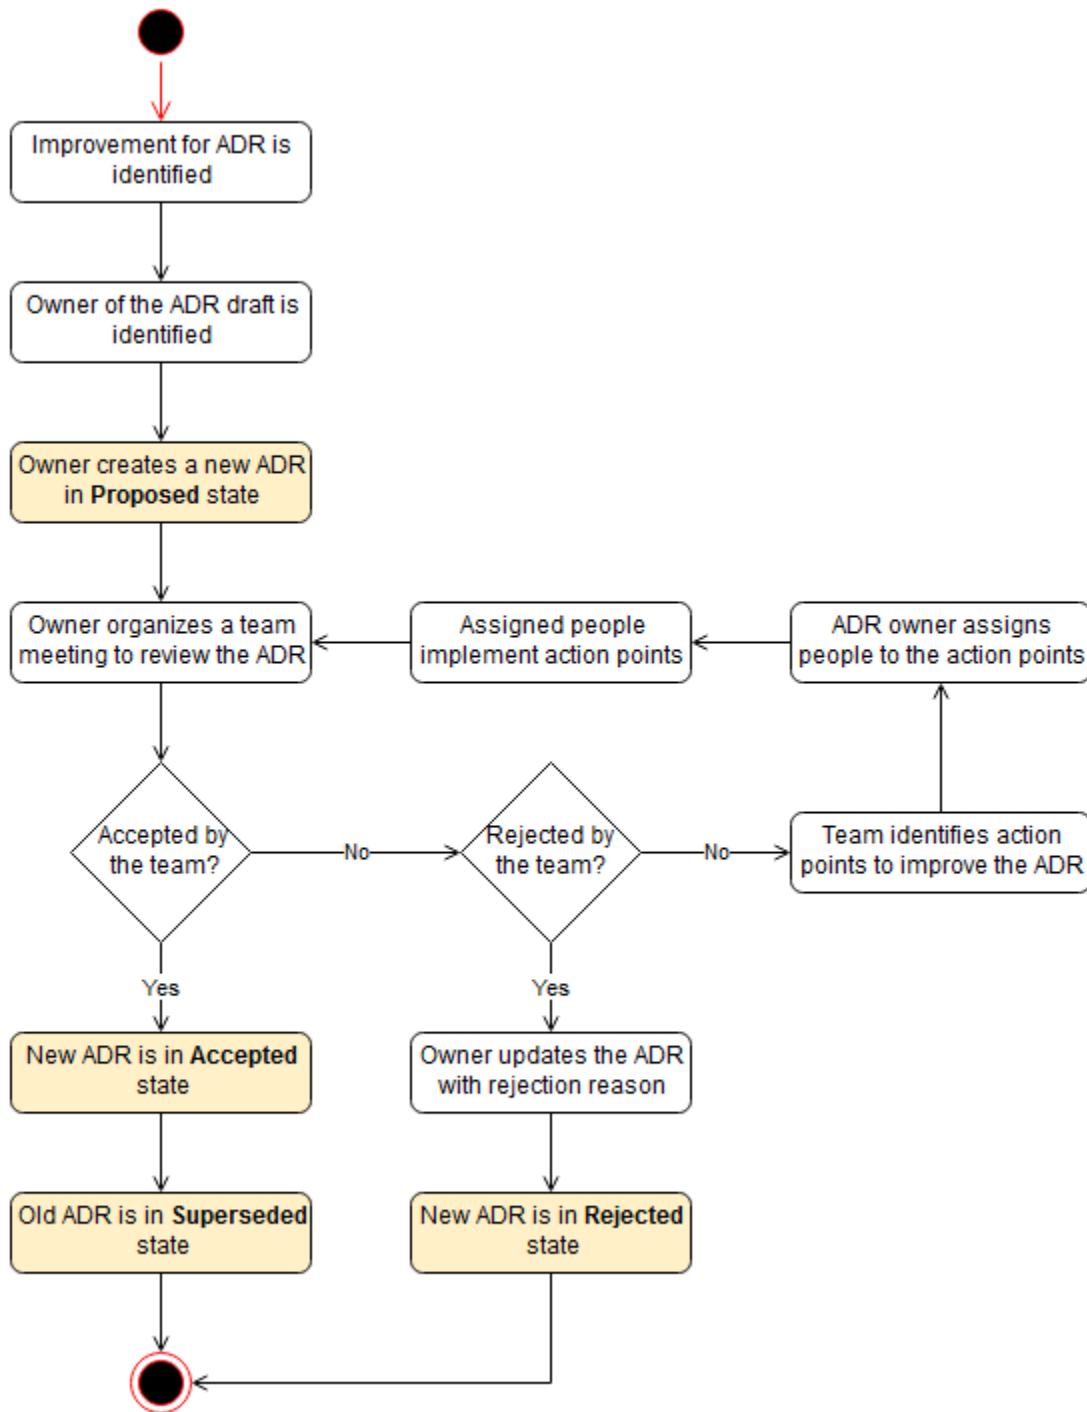 Improvement for ADR is
identified
Owner of the ADR draft is
identified
Owner creates a new ADR
in Proposed state
Owner organizes a team
meeting to review the ADR
Assigned people
implement action points
ADR owner assigns
people to the action points
Accepted by
the team?
No
Rejected by
the team?
No
Team identifies action
points to improve the ADR
Yes
Yes
New ADR is in Accepted
state
Owner updates the ADR
with rejection reason
Old ADR is in Superseded
state
New ADR is in Rejected
state